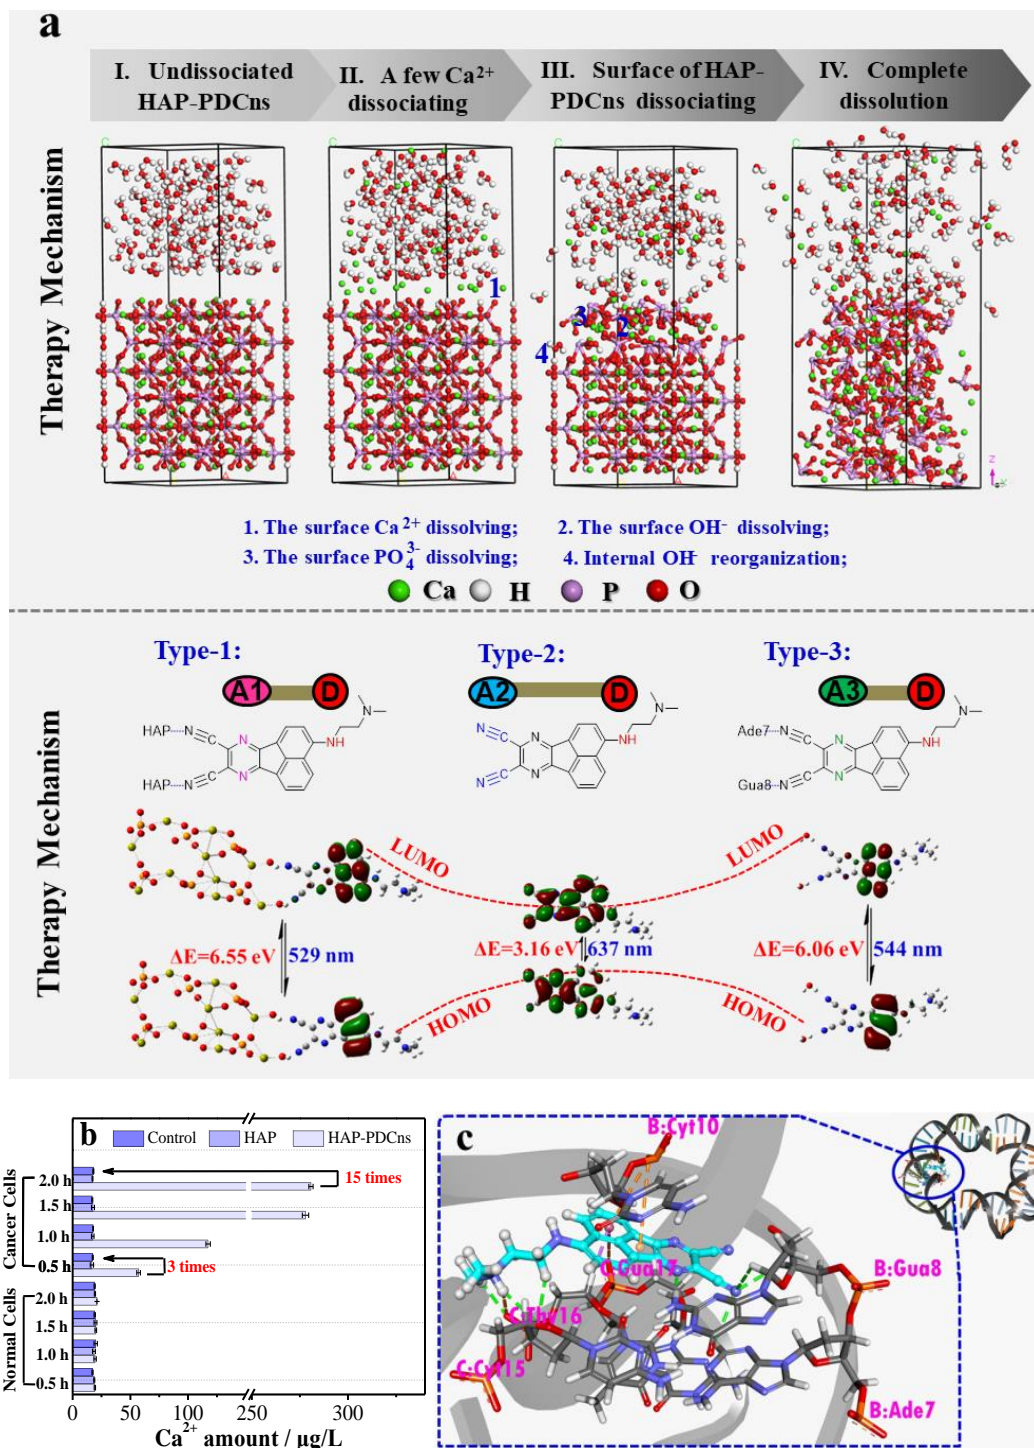 a
I. Undissociated
HAP-PDCns
II. A few Ca²⁺
dissociating
III. Surface of HAP-
PDCns dissociating
IV. Complete
dissolution
Therapy Mechanism
1
2
3
4
1. The surface Ca²⁺ dissolving;
2. The surface OH⁻ dissolving;
3. The surface PO₄³⁻ dissolving;
4. Internal OH⁻ reorganization;
Ca
H
P
O
Therapy Mechanism
Type-1:
Type-2:
Type-3:
A1
D
A2
D
A3
D
HAP
N
N
N
NH
N
HAP
N
N
N
N
NH
N
N
N
Ade7
N
N
N
NH
N
Gua8
N
LUMO
LUMO
ΔE=6.55 eV
529 nm
ΔE=3.16 eV
637 nm
ΔE=6.06 eV
544 nm
HOMO
HOMO
b
Control
HAP
HAP-PDCns
Cancer Cells
2.0 h
1.5 h
1.0 h
0.5 h
15 times
3 times
Normal Cells
2.0 h
1.5 h
1.0 h
0.5 h
0
50
100
250
300
Ca²⁺ amount / μg/L
c
B:Cyt10
C:Gua17
B:Gua8
C:Thy16
C:Cyt15
B:Ade7